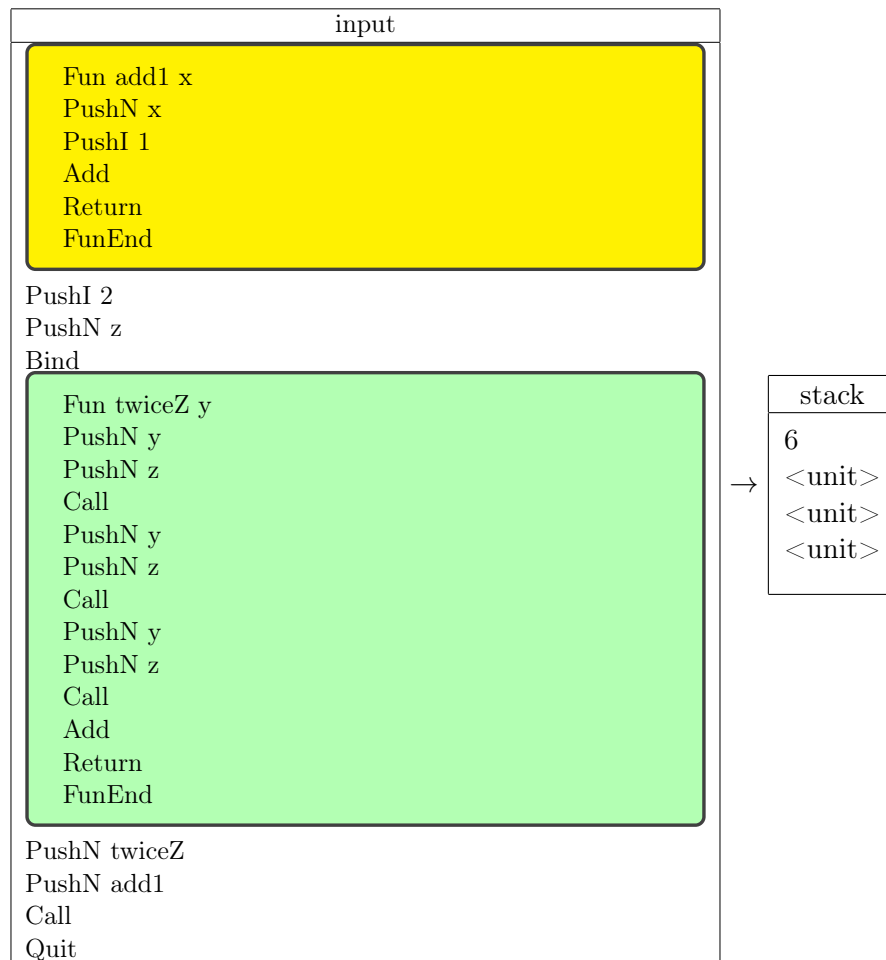 input
Fun add1 x
PushN x
PushI 1
Add
Return
FunEnd
PushI 2
PushN z
Bind
Fun twiceZ y
PushN y
PushN z
Call
PushN y
PushN z
Call
PushN y
PushN z
Call
Add
Return
FunEnd
PushN twiceZ
PushN add1
Call
Quit
→
stack
6
<unit>
<unit>
<unit>